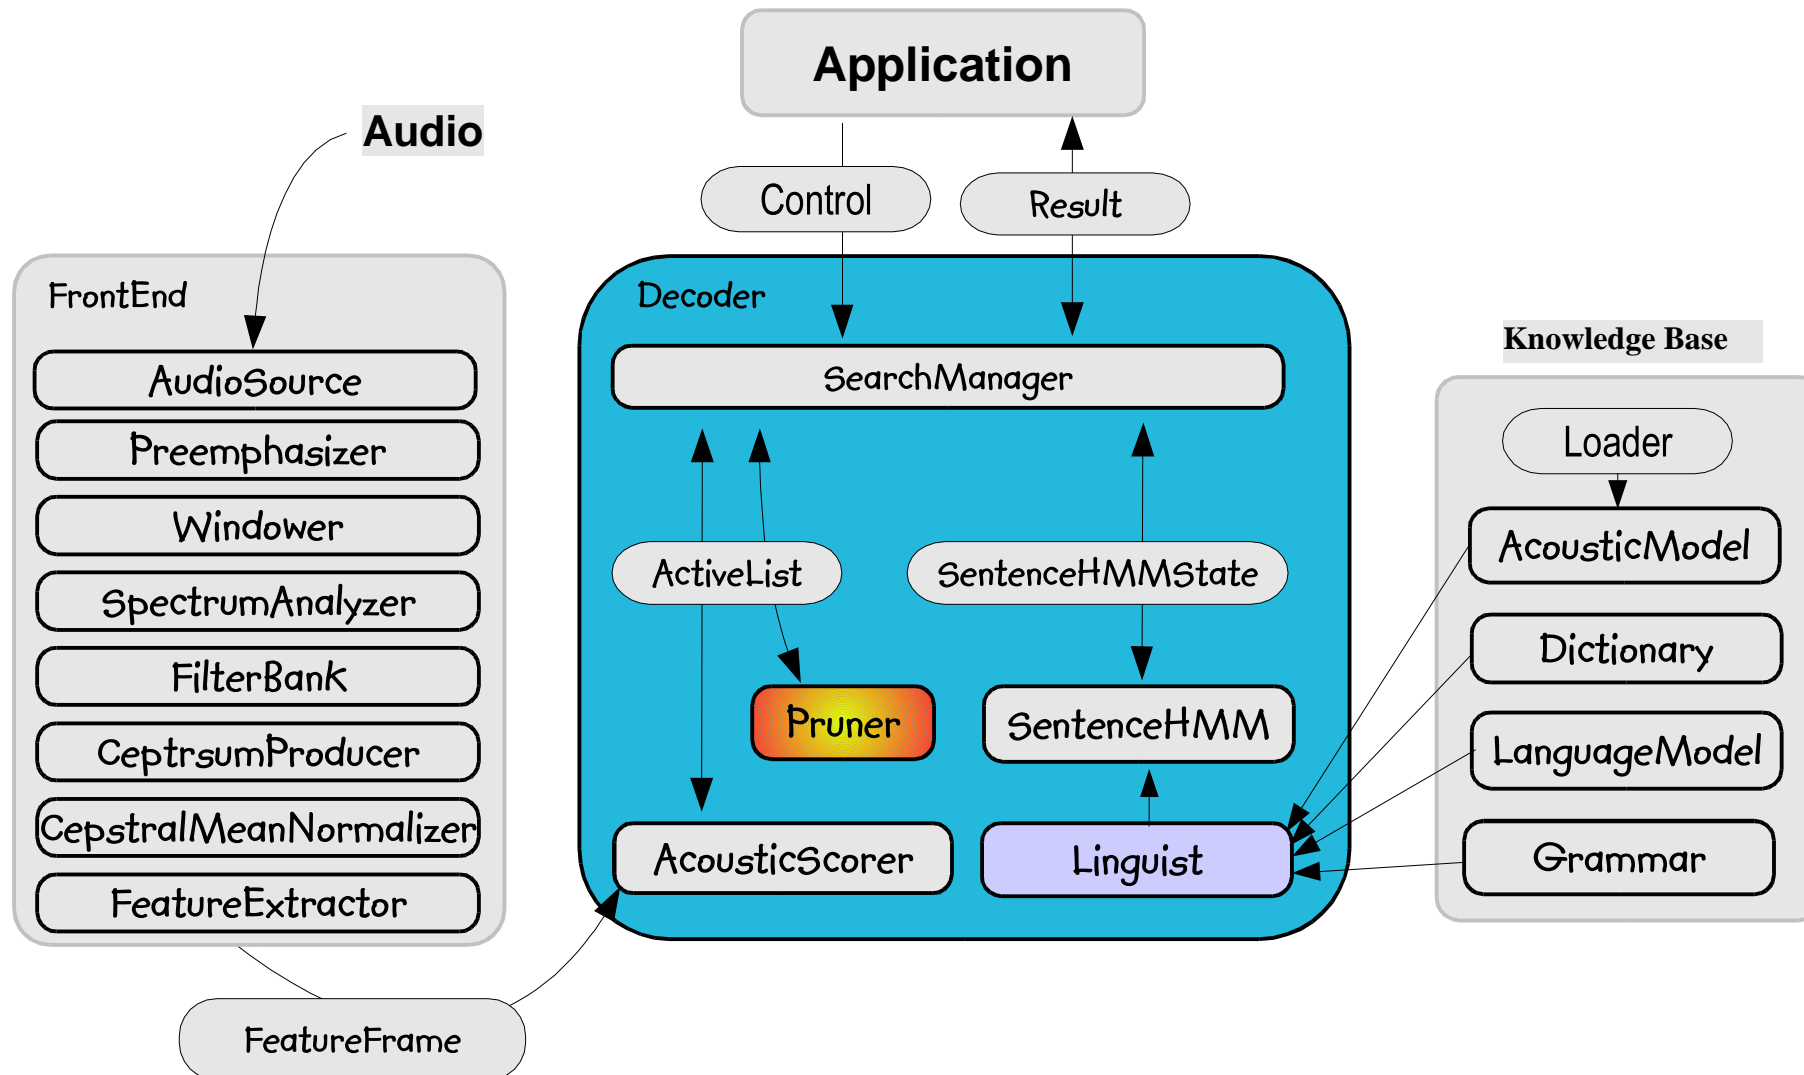 Application
Audio
Control
Result
FrontEnd
AudioSource
Preemphasizer
Windower
SpectrumAnalyzer
FilterBank
CeptrsumProducer
CepstralMeanNormalizer
FeatureExtractor
FeatureFrame
Decoder
SearchManager
ActiveList
SentenceHMMState
Pruner
SentenceHMM
AcousticScorer
Linguist
Knowledge Base
Loader
AcousticModel
Dictionary
LanguageModel
Grammar